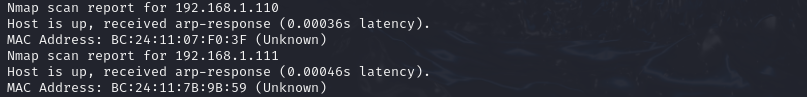 Nmap scan report for 192.168.1.110
Host is up, received arp-response (0.00036s latency).
MAC Address: BC:24:11:07:F0:3F (Unknown)
Nmap scan report for 192.168.1.111
Host is up, received arp-response (0.00046s latency).
MAC Address: BC:24:11:7B:9B:59 (Unknown)